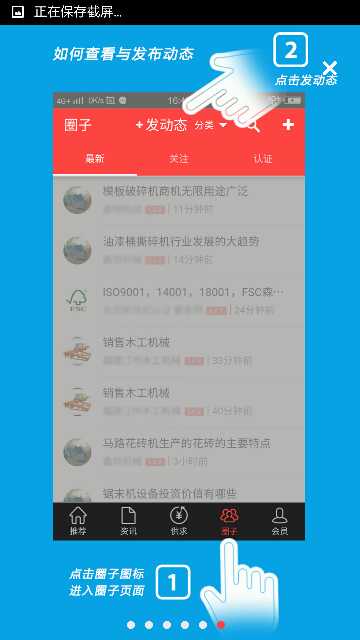 正在保存截屏...
如何查看与发布动态
2
点击发动态
4G+ 0K/s 16:
圈子
+发动态 分类
最新 关注 认证
模板破碎机商机无限用途广泛
11分钟前
油漆桶撕碎机行业发展的大趋势
14分钟前
ISO9001，14001，18001，FSC森…
FSC
24分钟前
销售木工机械
33分钟前
销售木工机械
40分钟前
马路花砖机生产的花砖的主要特点
3小时前
锯末机设备投资价值有哪些
推荐 资讯 供求 圈子 会员
点击圈子图标
进入圈子页面
1